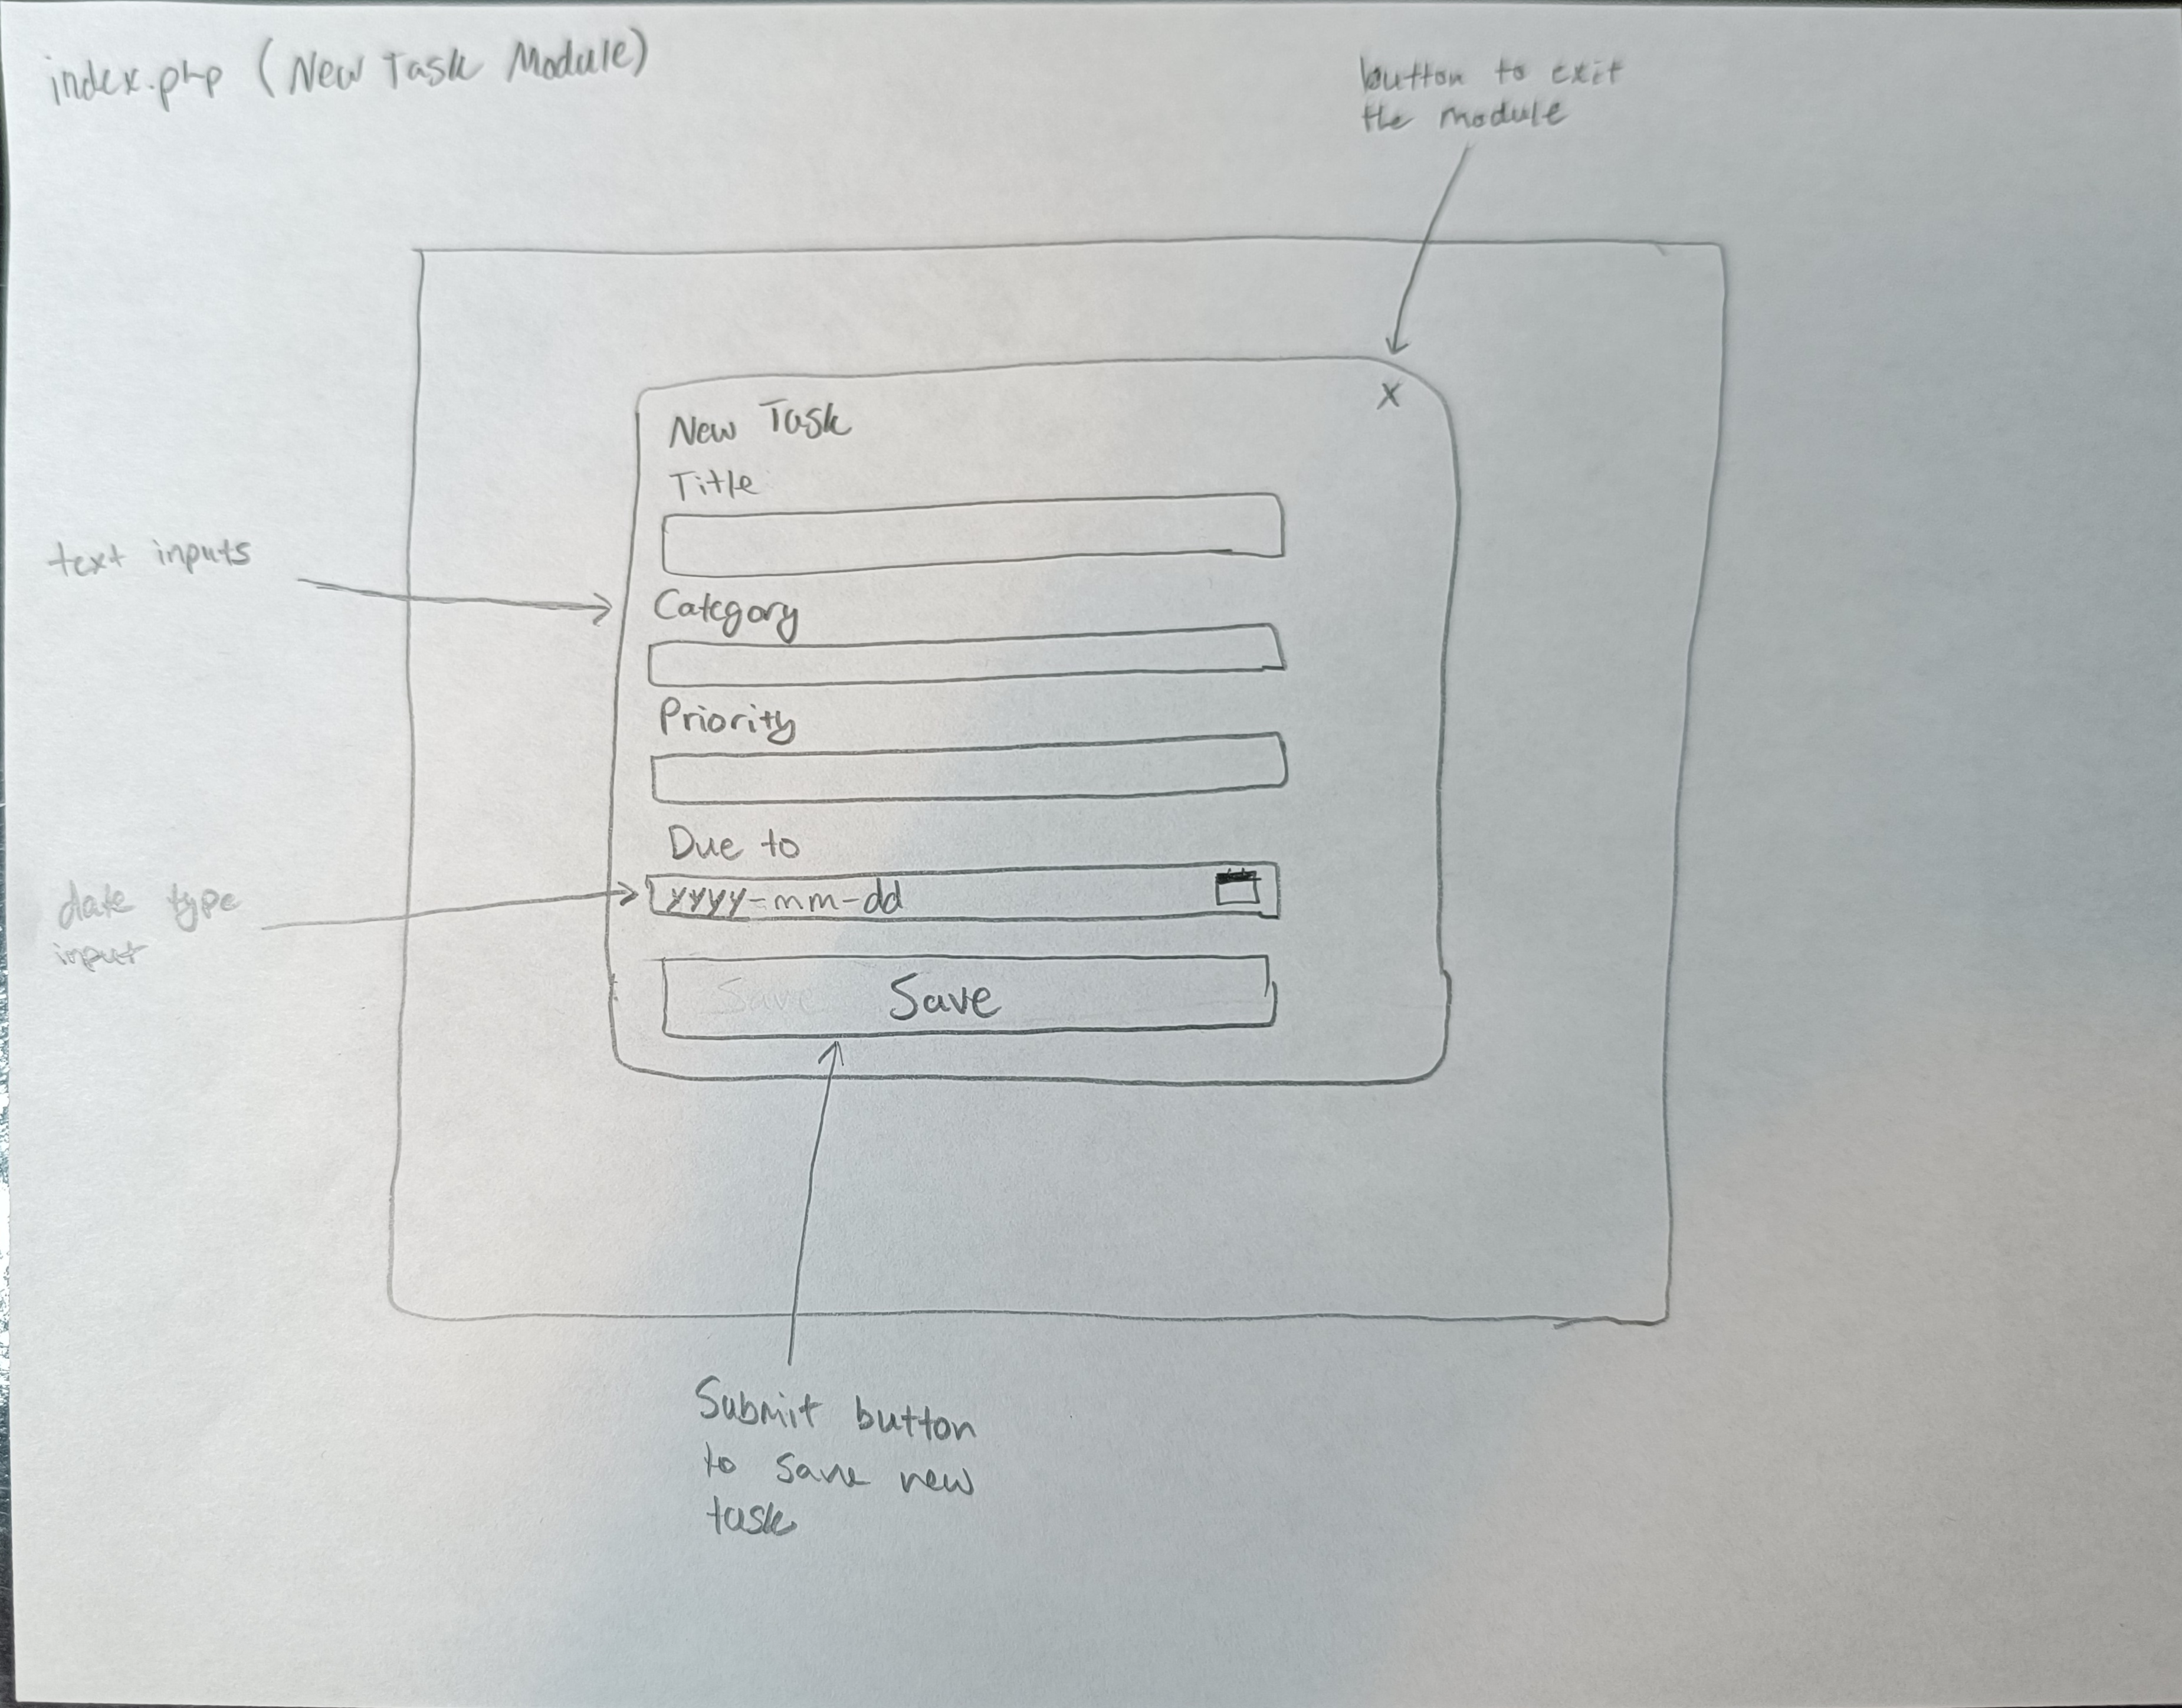 index.php (New Task Module)
button to exit
the module
X
New Task
Title
text inputs
Category
Priority
Due to
date type
input
yyyy-mm-dd
Save
Save
Submit button
to save new
task